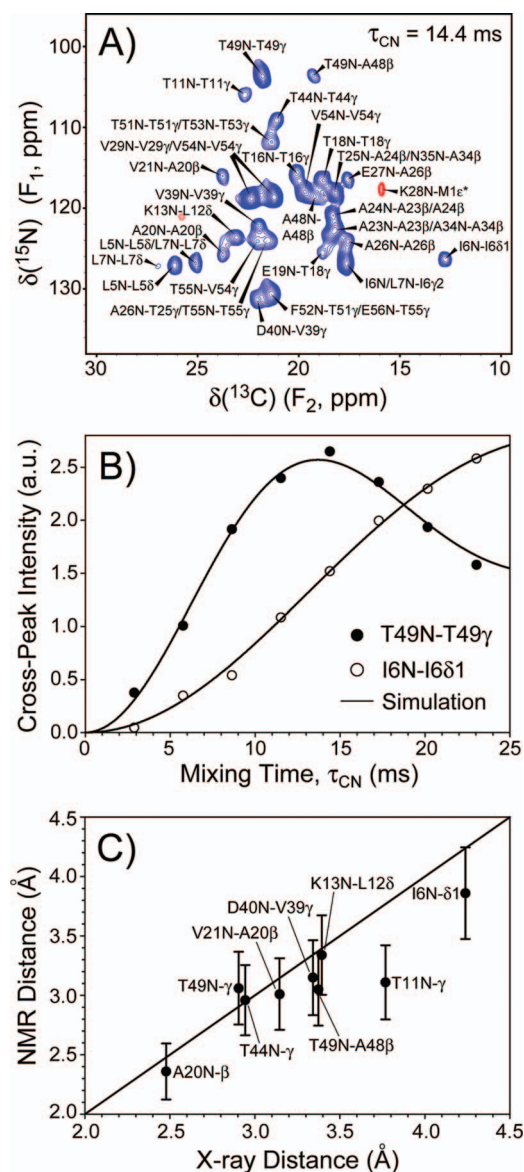 A)
τCN = 14.4 ms
T49N-T49γ
T49N-A48β
T11N-T11γ
T44N-T44γ
V54N-V54γ
T51N-T51γ/T53N-T53γ
V29N-V29γ/V54N-V54γ
T16N-T16γ
T18N-T18γ
T25N-A24β/N35N-A34β
V21N-A20β
E27N-A26β
K28N-M1ε*
V39N-V39γ
K13N-L12δ
A48N-
A48β
A24N-A23β/A24β
A20N-A20β
A23N-A23β/A34N-A34β
L5N-L5δ/L7N-L7δ
A26N-A26β
L7N-L7δ
I6N-I6δ1
L5N-L5δ
E19N-T18γ
T55N-V54γ
I6N/L7N-I6γ2
A26N-T25γ/T55N-T55γ
F52N-T51γ/E56N-T55γ
D40N-V39γ
100
110
120
130
δ(15N) (F1, ppm)
30 25 20 15 10
δ(13C) (F2, ppm)
B)
2.5
2.0
1.5
1.0
0.5
0.0
Cross-Peak Intensity (a.u.)
T49N-T49γ
I6N-I6δ1
Simulation
0 5 10 15 20 25
Mixing Time, τCN (ms)
C)
4.5
4.0
3.5
3.0
2.5
2.0
NMR Distance (Å)
K13N-L12δ
I6N-δ1
D40N-V39γ
V21N-A20β
T49N-γ
T11N-γ
T44N-γ
T49N-A48β
A20N-β
2.0 2.5 3.0 3.5 4.0 4.5
X-ray Distance (Å)